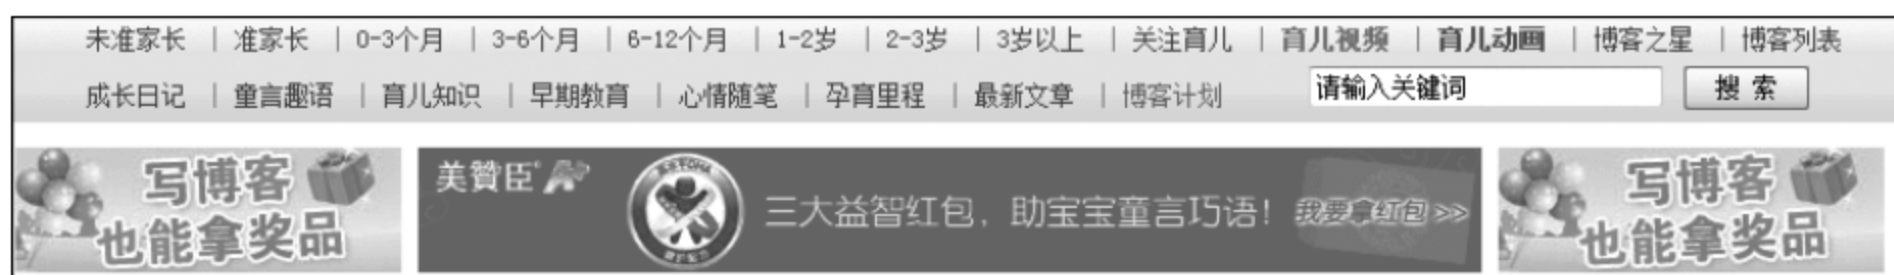 未准家长 | 准家长 | 0-3个月 | 3-6个月 | 6-12个月 | 1-2岁 | 2-3岁 | 3岁以上 | 关注育儿 | 育儿视频 | 育儿动画 | 博客之星 | 博客列表
成长日记 | 童言趣语 | 育儿知识 | 早期教育 | 心情随笔 | 孕育里程 | 最新文章 | 博客计划 请输入关键词 搜 索
写博客
也能拿奖品
美贊臣
三大益智红包，助宝宝童言巧语！ 我要拿红包 >>
写博客
也能拿奖品